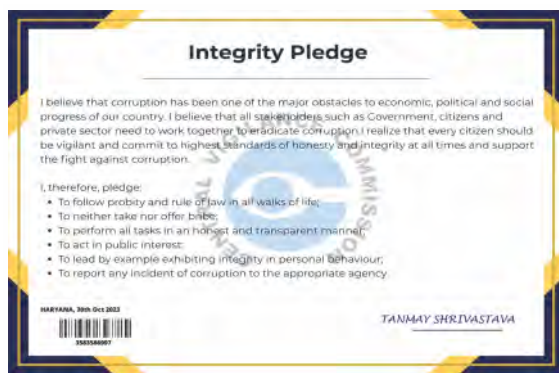 Integrity Pledge
I believe that corruption has been one of the major obstacles to economic, political and social
progress of our country. I believe that all stakeholders such as Government, citizens and
private sector need to work together to eradicate corruption.I realize that every citizen should
be vigilant and commit to highest standards of honesty and integrity at all times and support
the fight against corruption.
I, therefore, pledge:
• To follow probity and rule of law in all walks of life;
• To neither take nor offer bribe;
• To perform all tasks in an honest and transparent manner;
• To act in public interest;
• To lead by example exhibiting integrity in personal behaviour;
• To report any incident of corruption to the appropriate agency.
CENTRAL VIGILANCE COMMISSION
HARYANA, 30th Oct 2023
TANMAY SHRIVASTAVA